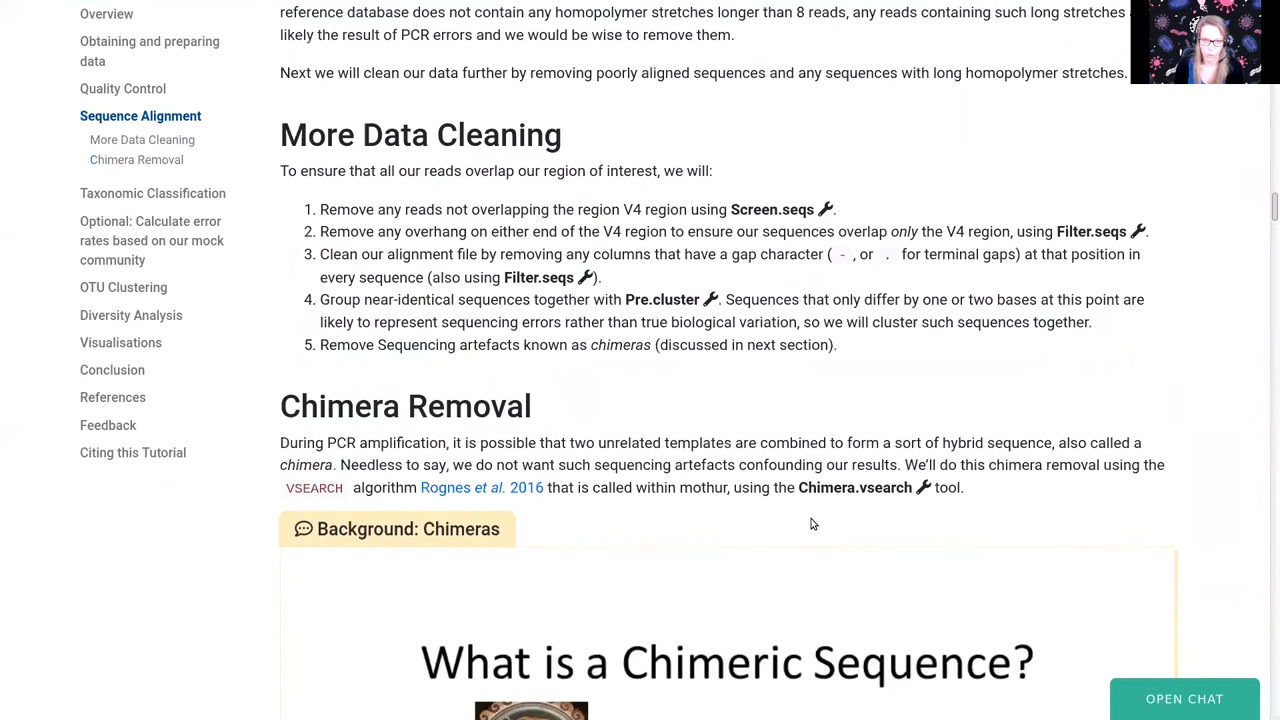 Overview
Obtaining and preparing
data
Quality Control
Sequence Alignment
More Data Cleaning
Chimera Removal
Taxonomic Classification
Optional: Calculate error
rates based on our mock
community
OTU Clustering
Diversity Analysis
Visualisations
Conclusion
References
Feedback
Citing this Tutorial
reference database does not contain any homopolymer stretches longer than 8 reads, any reads containing such long stretches
likely the result of PCR errors and we would be wise to remove them.
Next we will clean our data further by removing poorly aligned sequences and any sequences with long homopolymer stretches.
More Data Cleaning
To ensure that all our reads overlap our region of interest, we will:
1. Remove any reads not overlapping the region V4 region using Screen.seqs .
2. Remove any overhang on either end of the V4 region to ensure our sequences overlap only the V4 region, using Filter.seqs .
3. Clean our alignment file by removing any columns that have a gap character ( - , or . for terminal gaps) at that position in
every sequence (also using Filter.seqs ).
4. Group near-identical sequences together with Pre.cluster . Sequences that only differ by one or two bases at this point are
likely to represent sequencing errors rather than true biological variation, so we will cluster such sequences together.
5. Remove Sequencing artefacts known as chimeras (discussed in next section).
Chimera Removal
During PCR amplification, it is possible that two unrelated templates are combined to form a sort of hybrid sequence, also called a
chimera. Needless to say, we do not want such sequencing artefacts confounding our results. We'll do this chimera removal using the
VSEARCH algorithm Rognes et al. 2016 that is called within mothur, using the Chimera.vsearch tool.
Background: Chimeras
What is a Chimeric Sequence?
OPEN CHAT